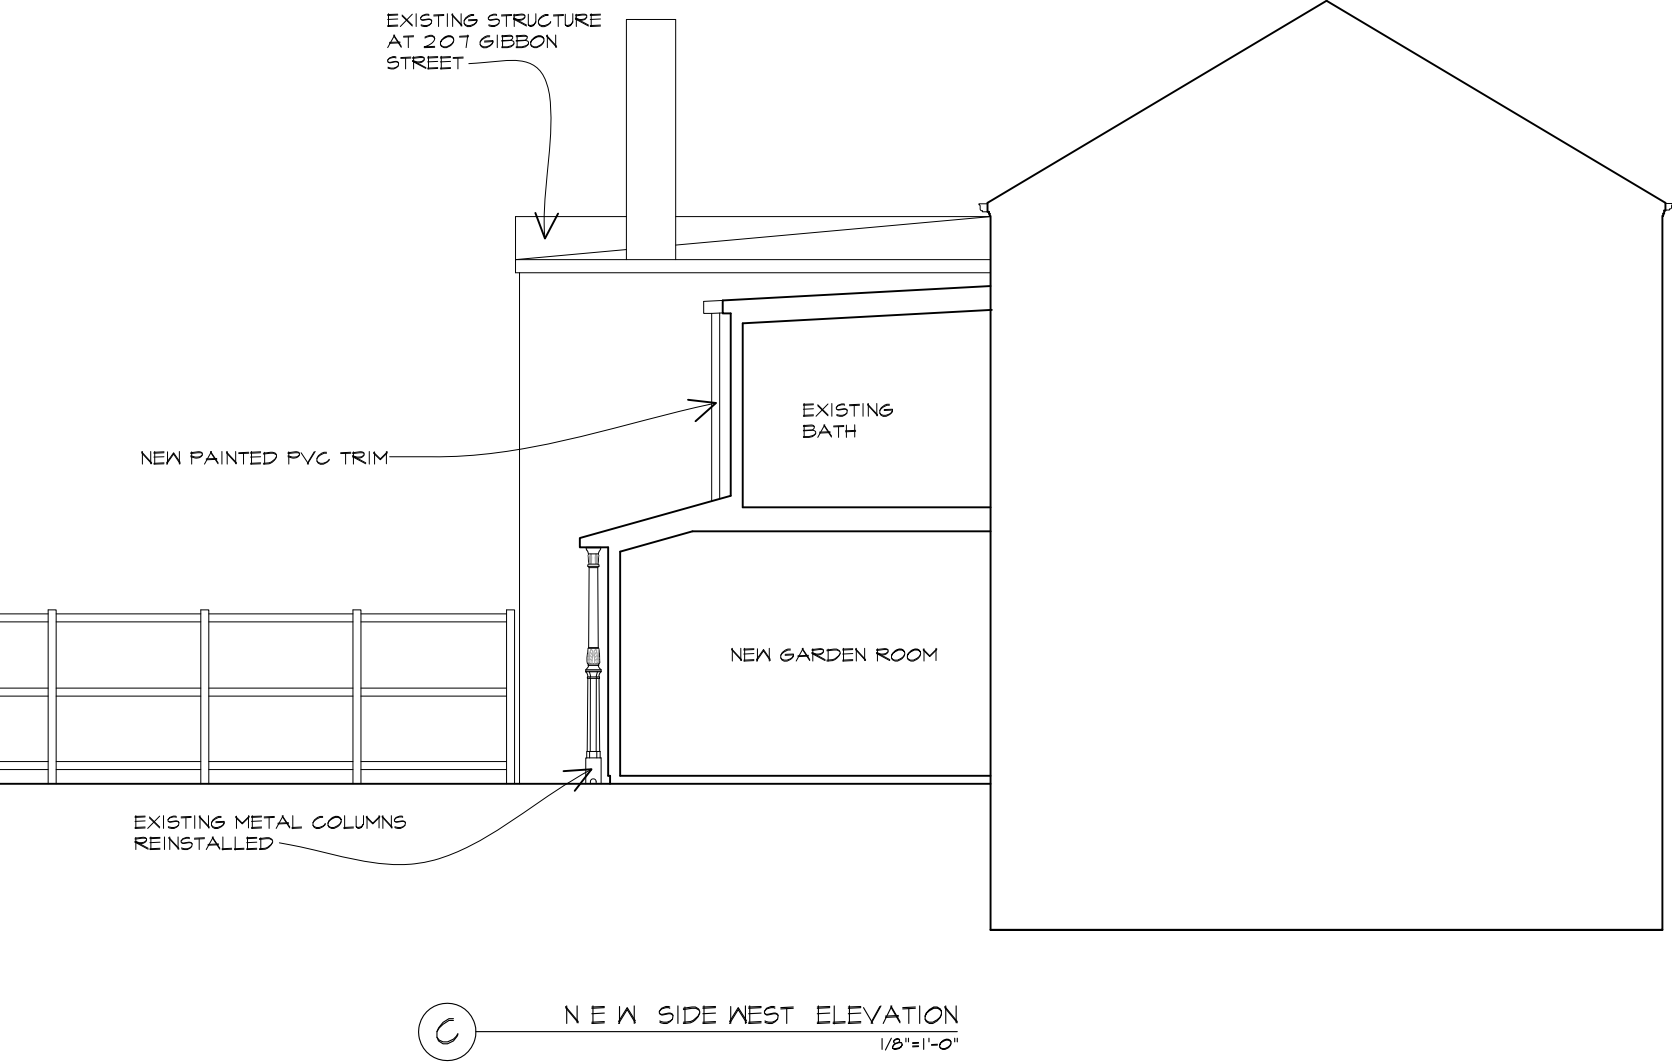 EXISTING STRUCTURE
AT 207 GIBBON
STREET
EXISTING
BATH
NEW PAINTED PVC TRIM
NEW GARDEN ROOM
EXISTING METAL COLUMNS
REINSTALLED
C
NEW SIDE WEST ELEVATION
1/8"=1'-0"